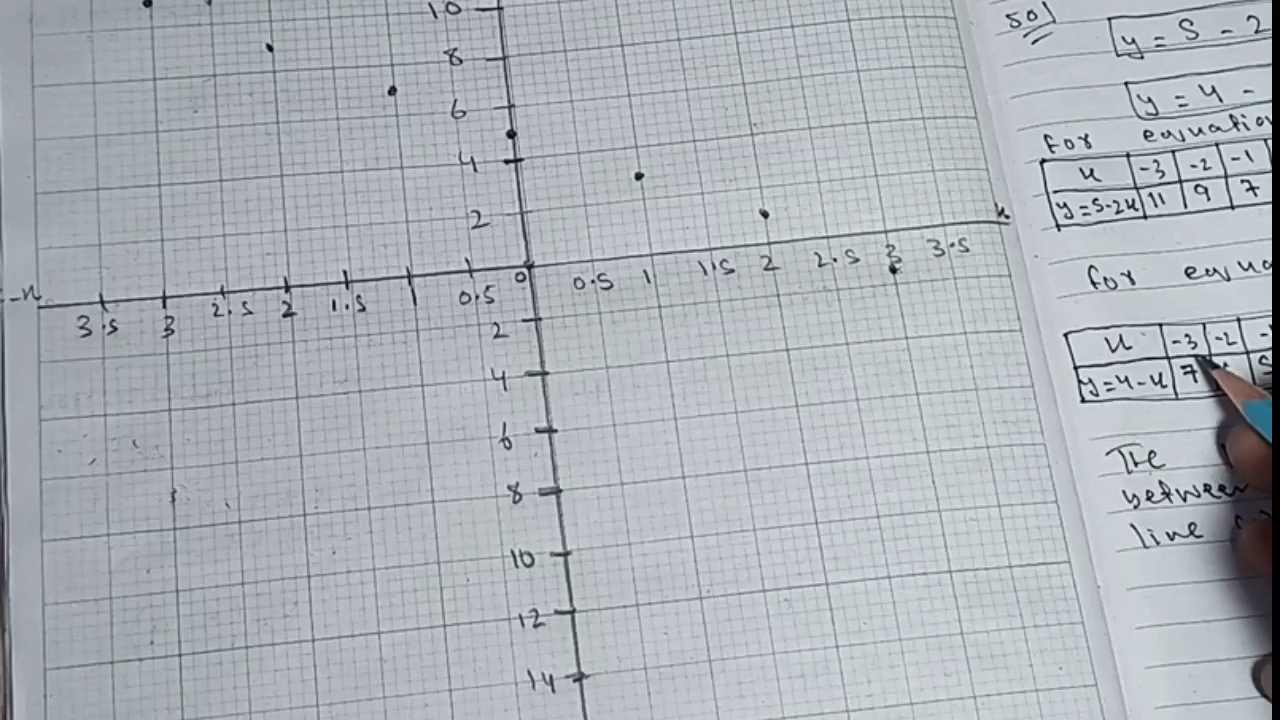 10
8
6
4
2
x
-x 3.5 3 2.5 2 1.5 1 0.5 0 0.5 1 1.5 2 2.5 3 3.5
2
4
6
8
10
12
14
Sol
y = 5 - 2
y = 4 -
For equatio
x -3 -2 -1
y=5-2x 11 9 7
for equa
x -3 -2 -
y=4-x 7 5
The
between
line